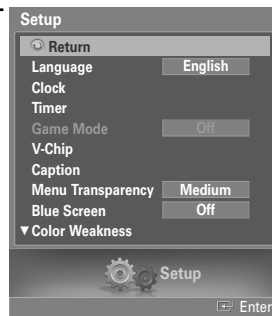 Setup
Return
Language English
Clock
Timer
Game Mode Off
V-Chip
Caption
Menu Transparency Medium
Blue Screen Off
▼ Color Weakness
Setup
Enter